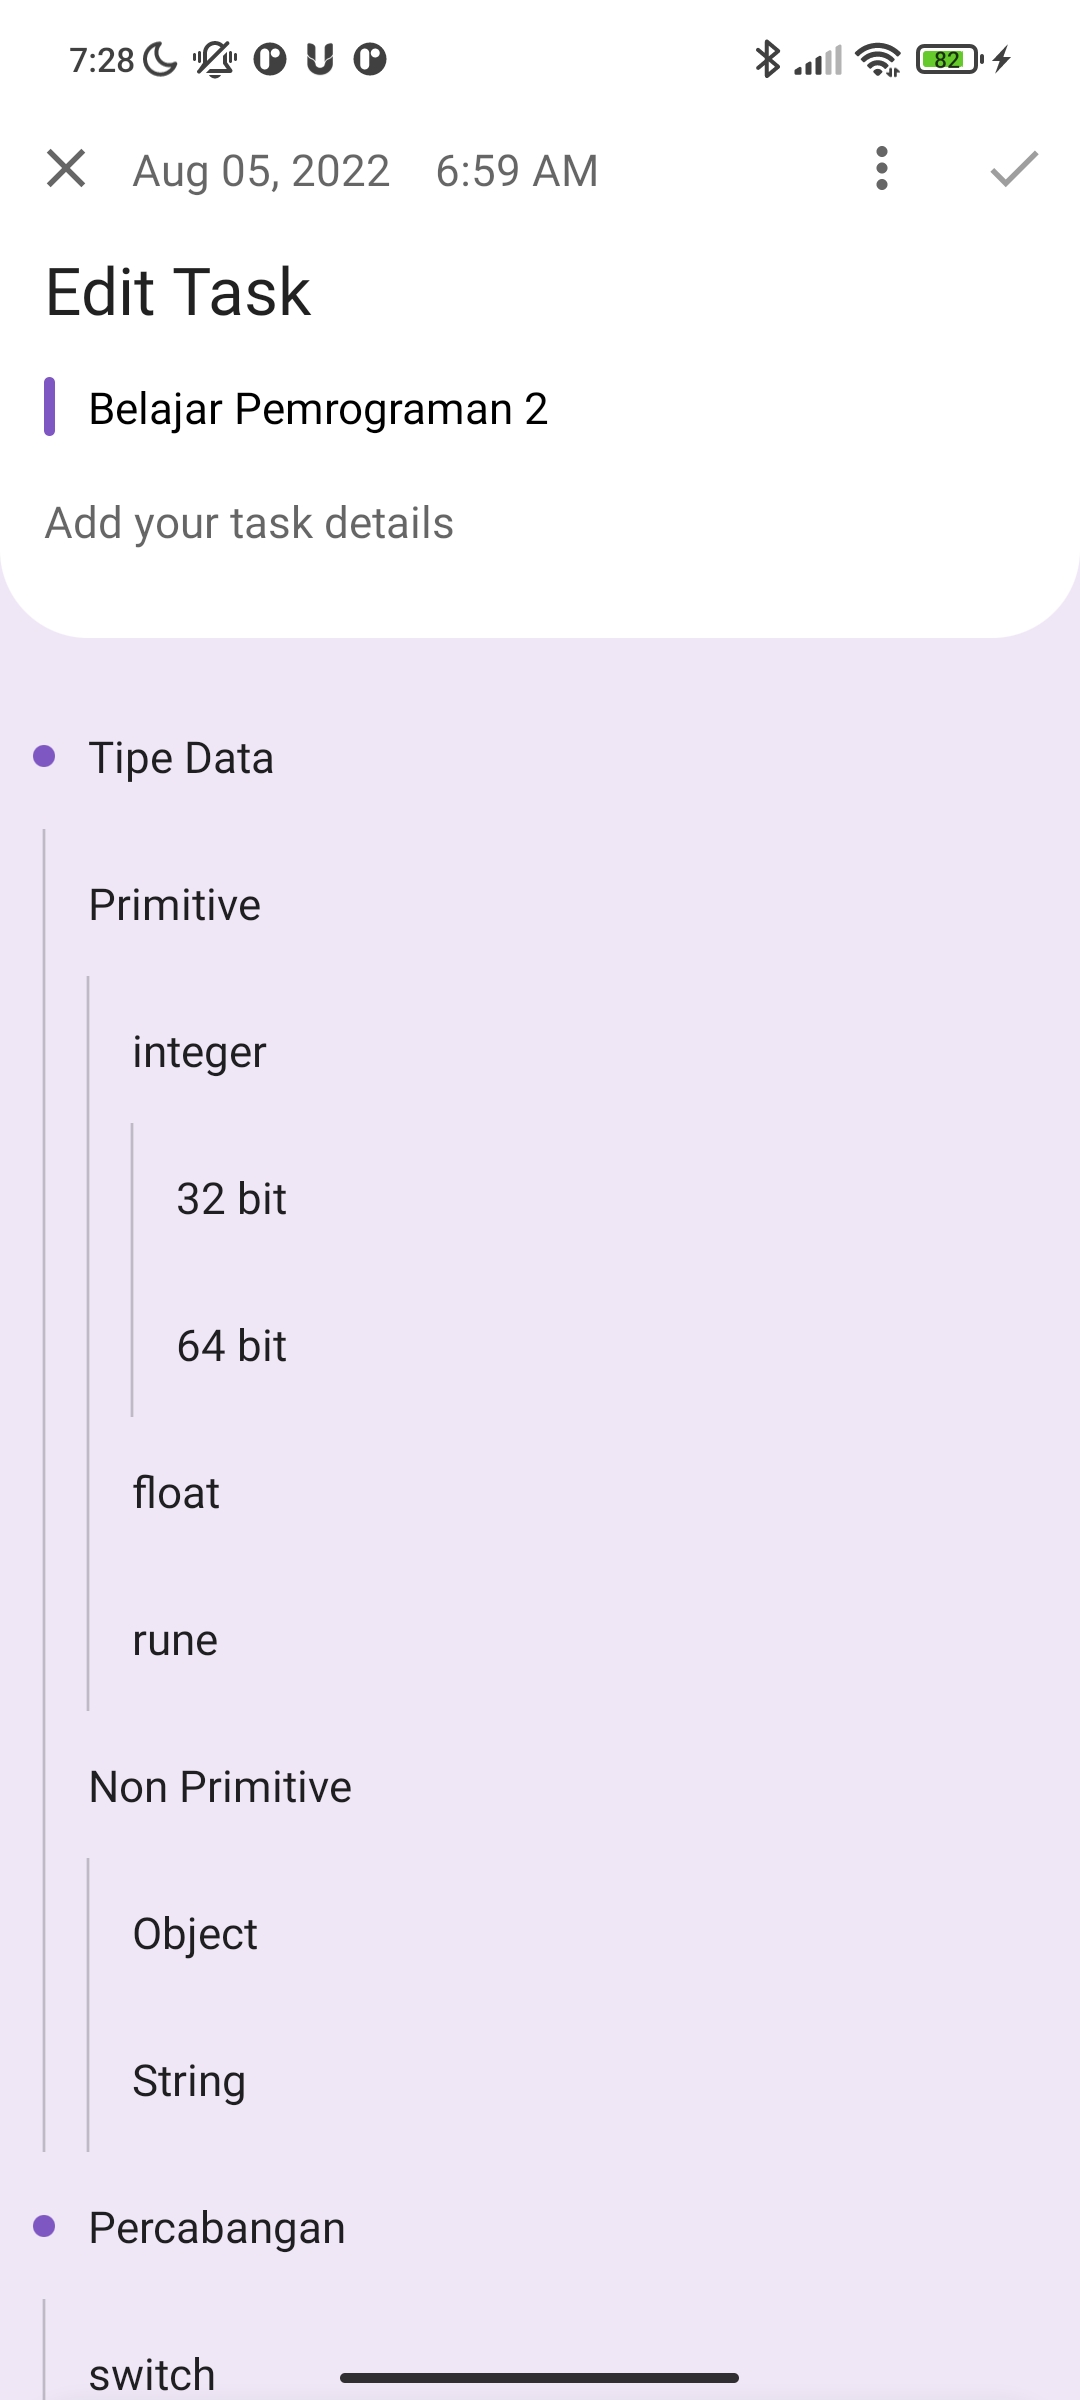 7:28
82
Aug 05, 2022 6:59 AM
Edit Task
Belajar Pemrograman 2
Add your task details
Tipe Data
Primitive
integer
32 bit
64 bit
float
rune
Non Primitive
Object
String
Percabangan
switch